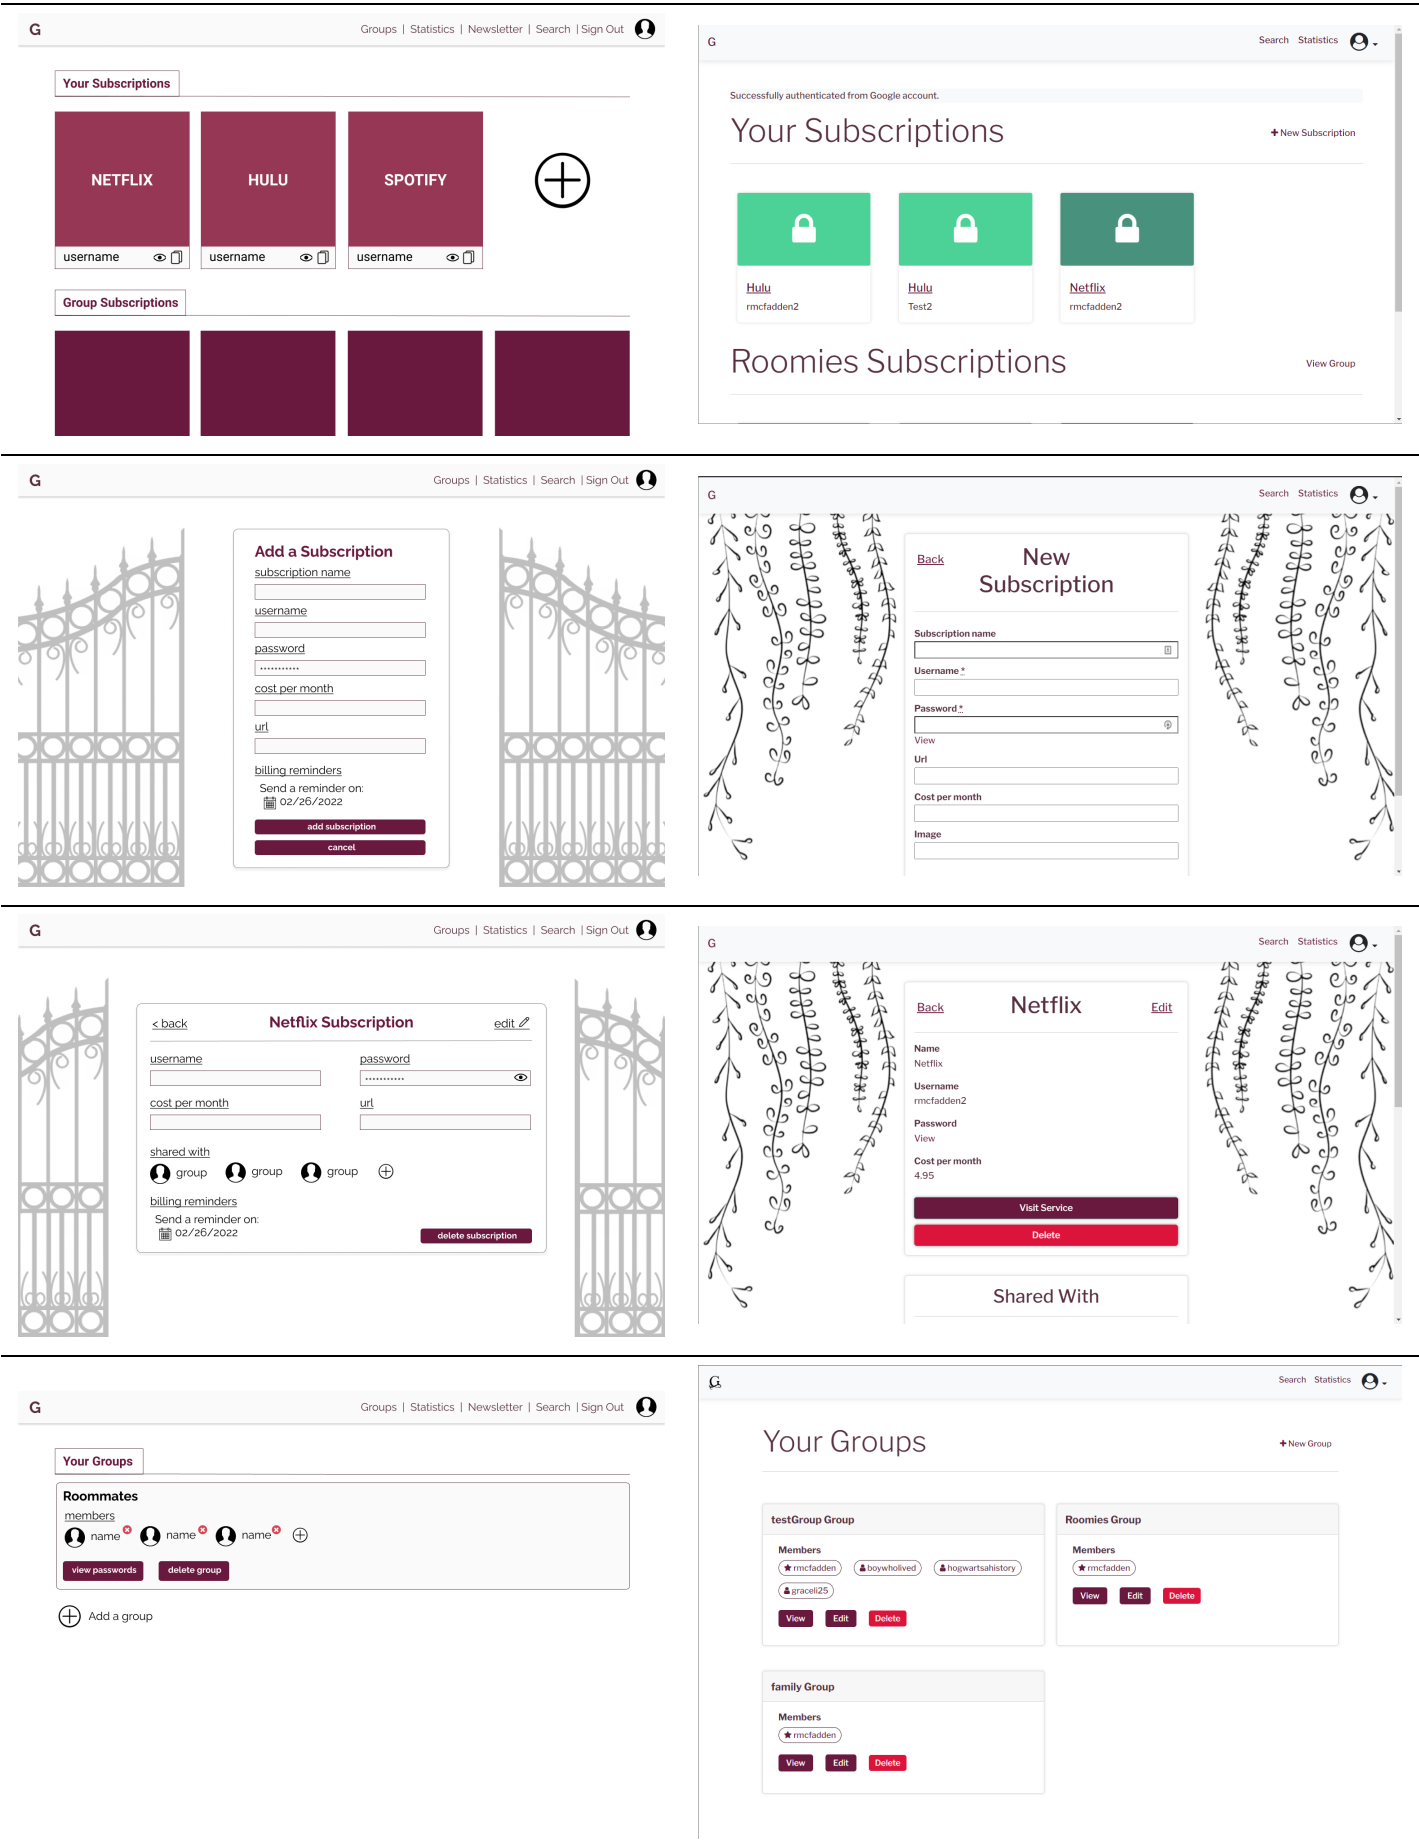 G
Groups | Statistics | Newsletter | Search | Sign Out
Your Subscriptions
NETFLIX
HULU
SPOTIFY
username
username
username
Group Subscriptions
G
Search Statistics
Successfully authenticated from Google account.
Your Subscriptions
+ New Subscription
Hulu
rmcfadden2
Hulu
Test2
Netflix
rmcfadden2
Roomies Subscriptions
View Group
G
Groups | Statistics | Search | Sign Out
Add a Subscription
subscription name
username
password
***********
cost per month
url
billing reminders
Send a reminder on:
02/26/2022
add subscription
cancel
G
Search Statistics
Back
New
Subscription
Subscription name
Username *
Password *
View
Url
Cost per month
Image
G
Groups | Statistics | Search | Sign Out
< back
Netflix Subscription
edit
username
password
***********
cost per month
url
shared with
group
group
group
billing reminders
Send a reminder on:
02/26/2022
delete subscription
G
Search Statistics
Back
Netflix
Edit
Name
Netflix
Username
rmcfadden2
Password
View
Cost per month
4.95
Visit Service
Delete
Shared With
G
Groups | Statistics | Newsletter | Search | Sign Out
Your Groups
Roommates
members
name
name
name
view passwords
delete group
Add a group
G
Search Statistics
Your Groups
+ New Group
testGroup Group
Members
rmcfadden
boywholived
hogwartsahistory
graceli25
View
Edit
Delete
Roomies Group
Members
rmcfadden
View
Edit
Delete
family Group
Members
rmcfadden
View
Edit
Delete